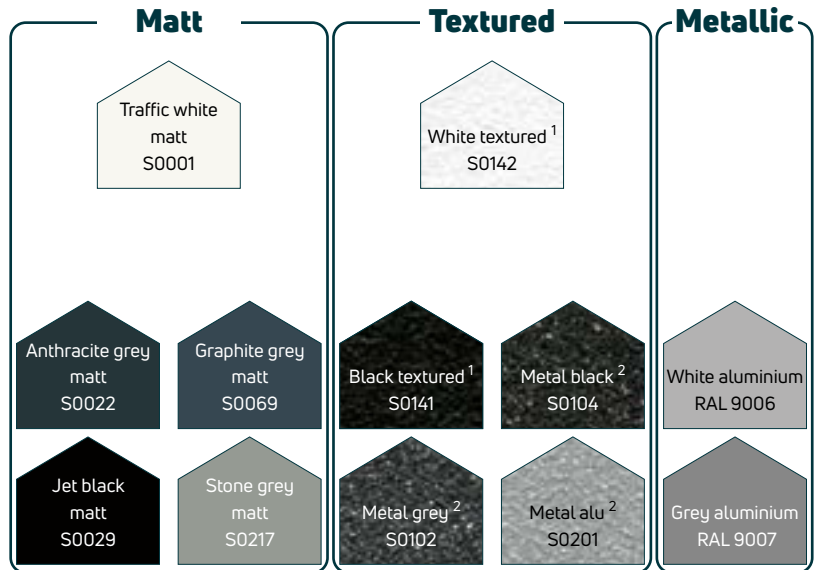 Matt
Traffic white
matt
S0001
Anthracite grey
matt
S0022
Graphite grey
matt
S0069
Jet black
matt
S0029
Stone grey
matt
S0217
Textured
White textured ¹
S0142
Black textured ¹
S0141
Metal black ²
S0104
Metal grey ²
S0102
Metal alu ²
S0201
Metallic
White aluminium
RAL 9006
Grey aluminium
RAL 9007